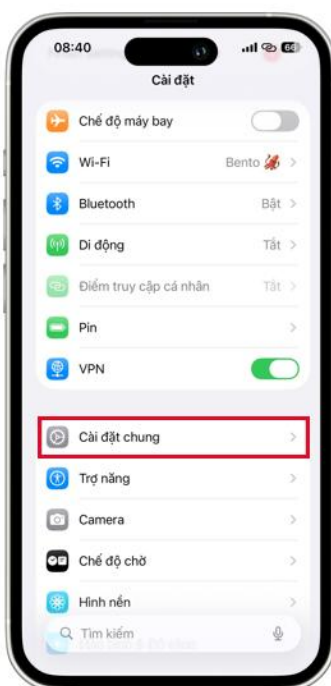 08:40 66
Cài đặt
Chế độ máy bay
Wi-Fi Bento
Bluetooth Bật
Di động Tắt
Điểm truy cập cá nhân Tắt
Pin
VPN
Cài đặt chung
Trợ năng
Camera
Chế độ chờ
Hình nền
Tìm kiếm